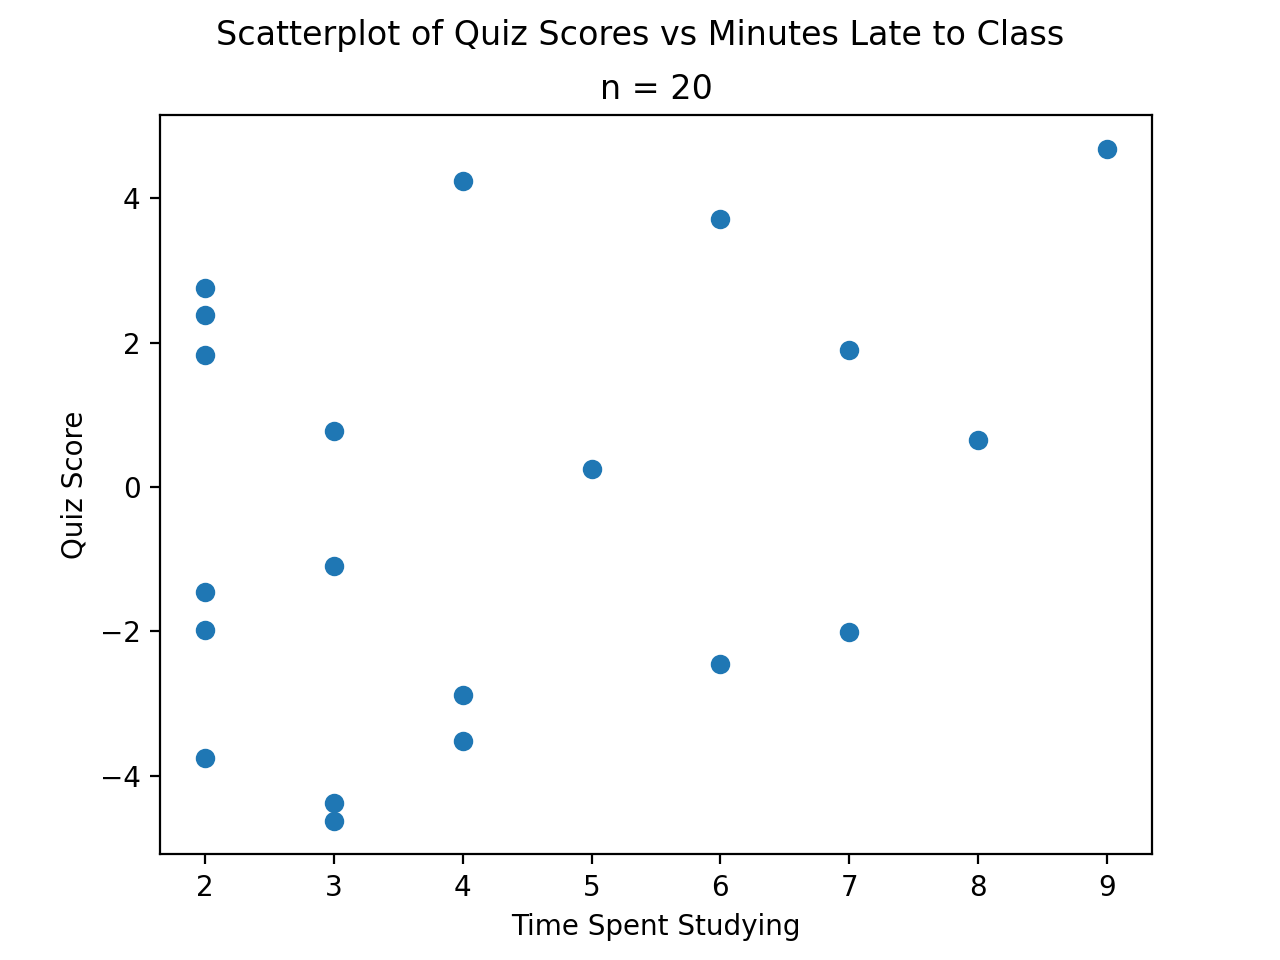 Scatterplot of Quiz Scores vs Minutes Late to Class
n = 20
4
2
0
−2
−4
Quiz Score
2 3 4 5 6 7 8 9
Time Spent Studying